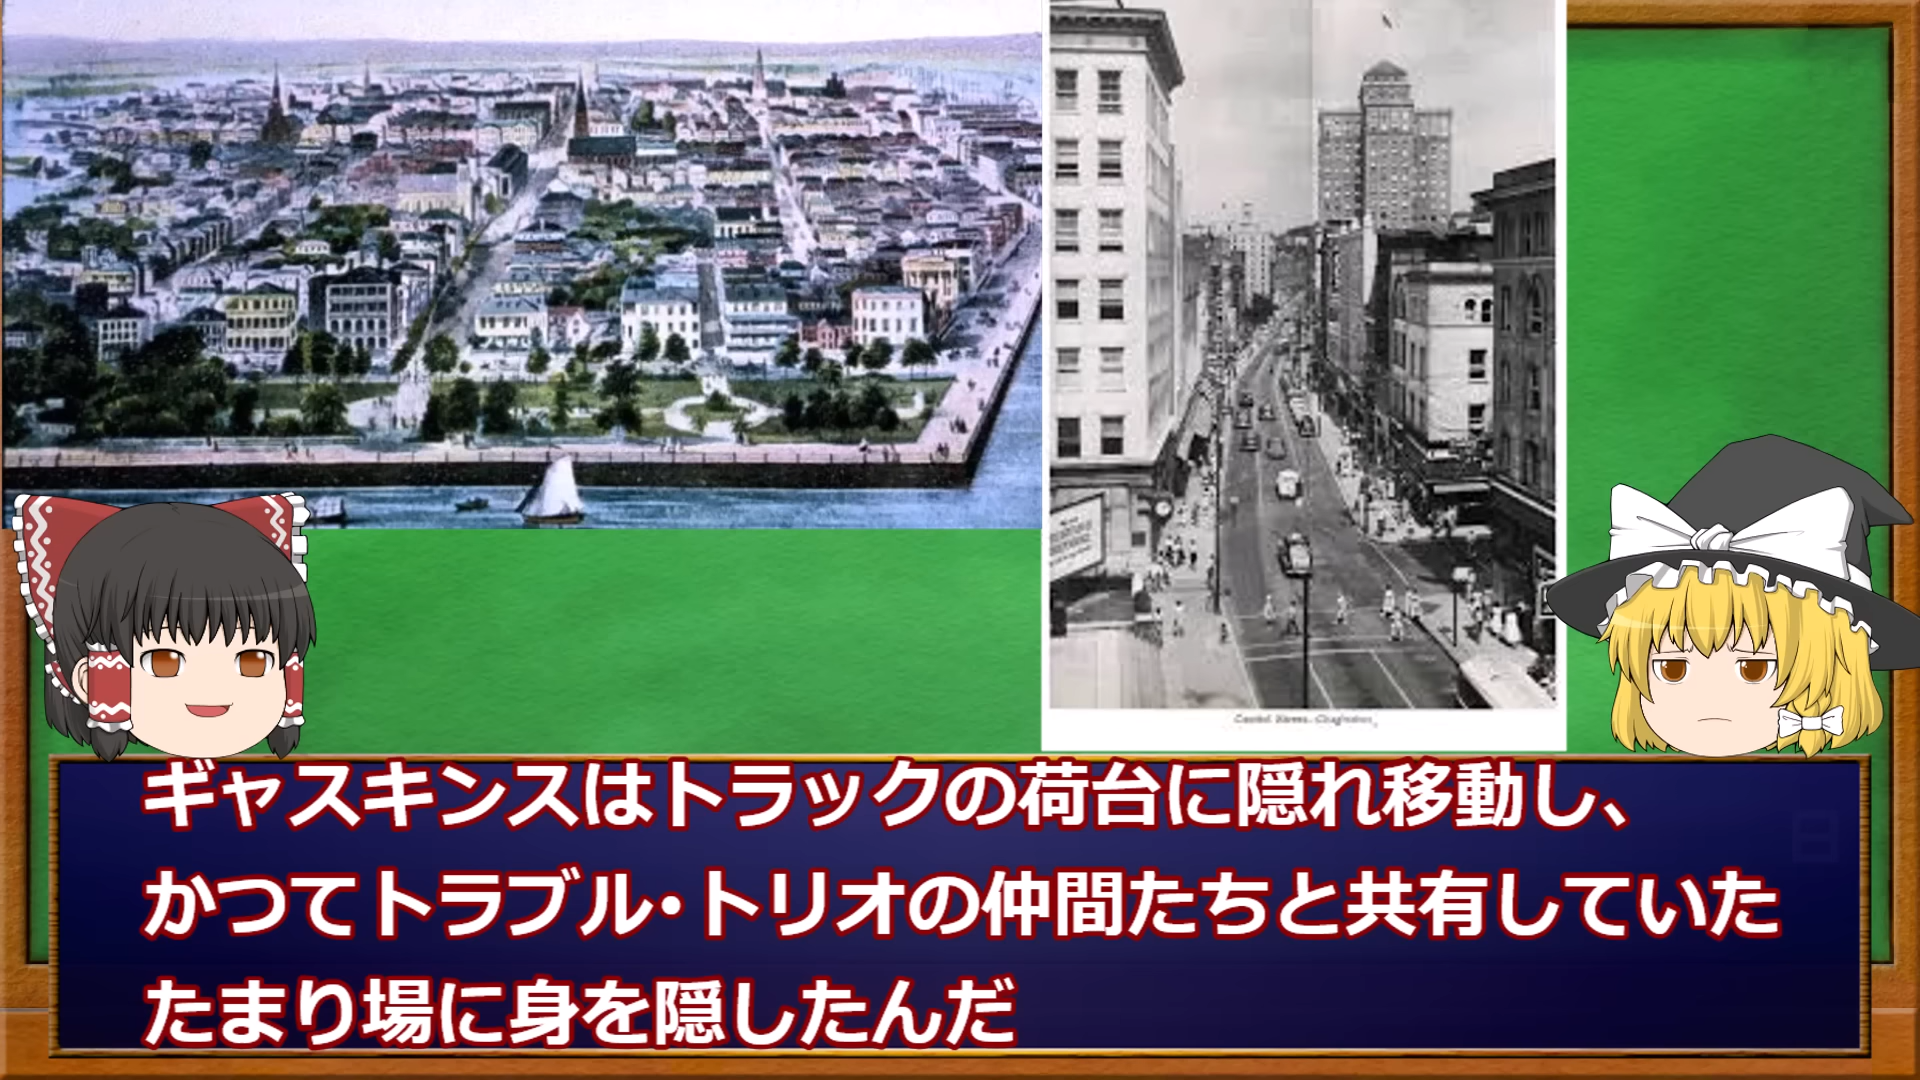 ギャスキンスはトラックの荷台に隠れ移動し、
かつてトラブル・トリオの仲間たちと共有していた
たまり場に身を隠したんだ